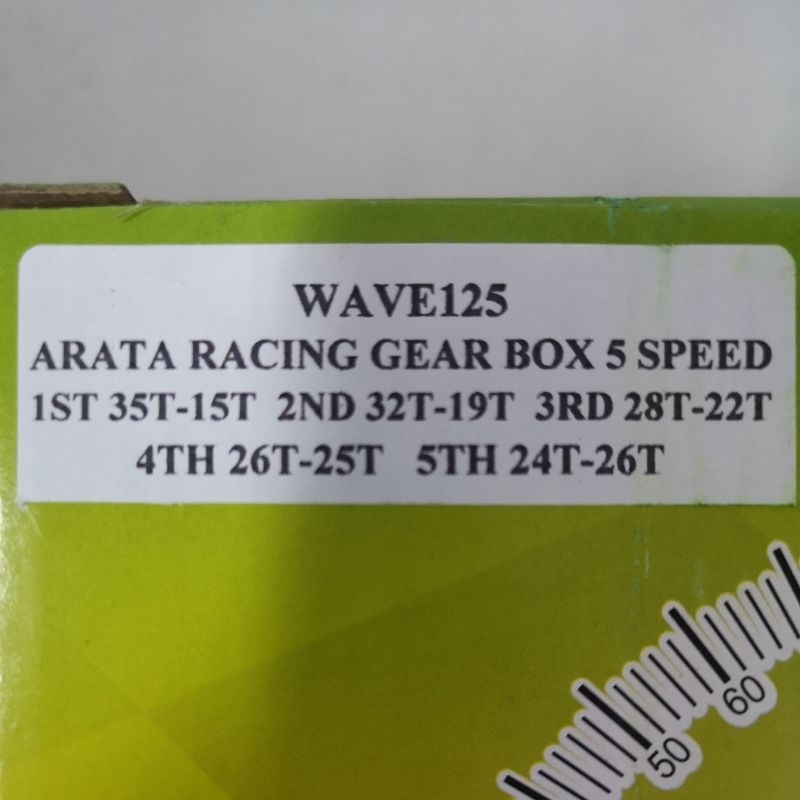 WAVE125
ARATA RACING GEAR BOX 5 SPEED
1ST 35T-15T 2ND 32T-19T 3RD 28T-22T
4TH 26T-25T 5TH 24T-26T
60
50